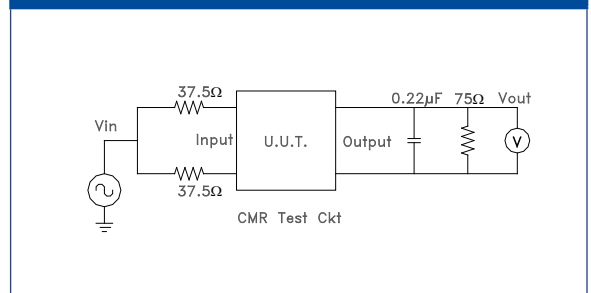 37.5Ω
0.22μF 75Ω Vout
Vin
Input U.U.T. Output
V
37.5Ω
CMR Test Ckt